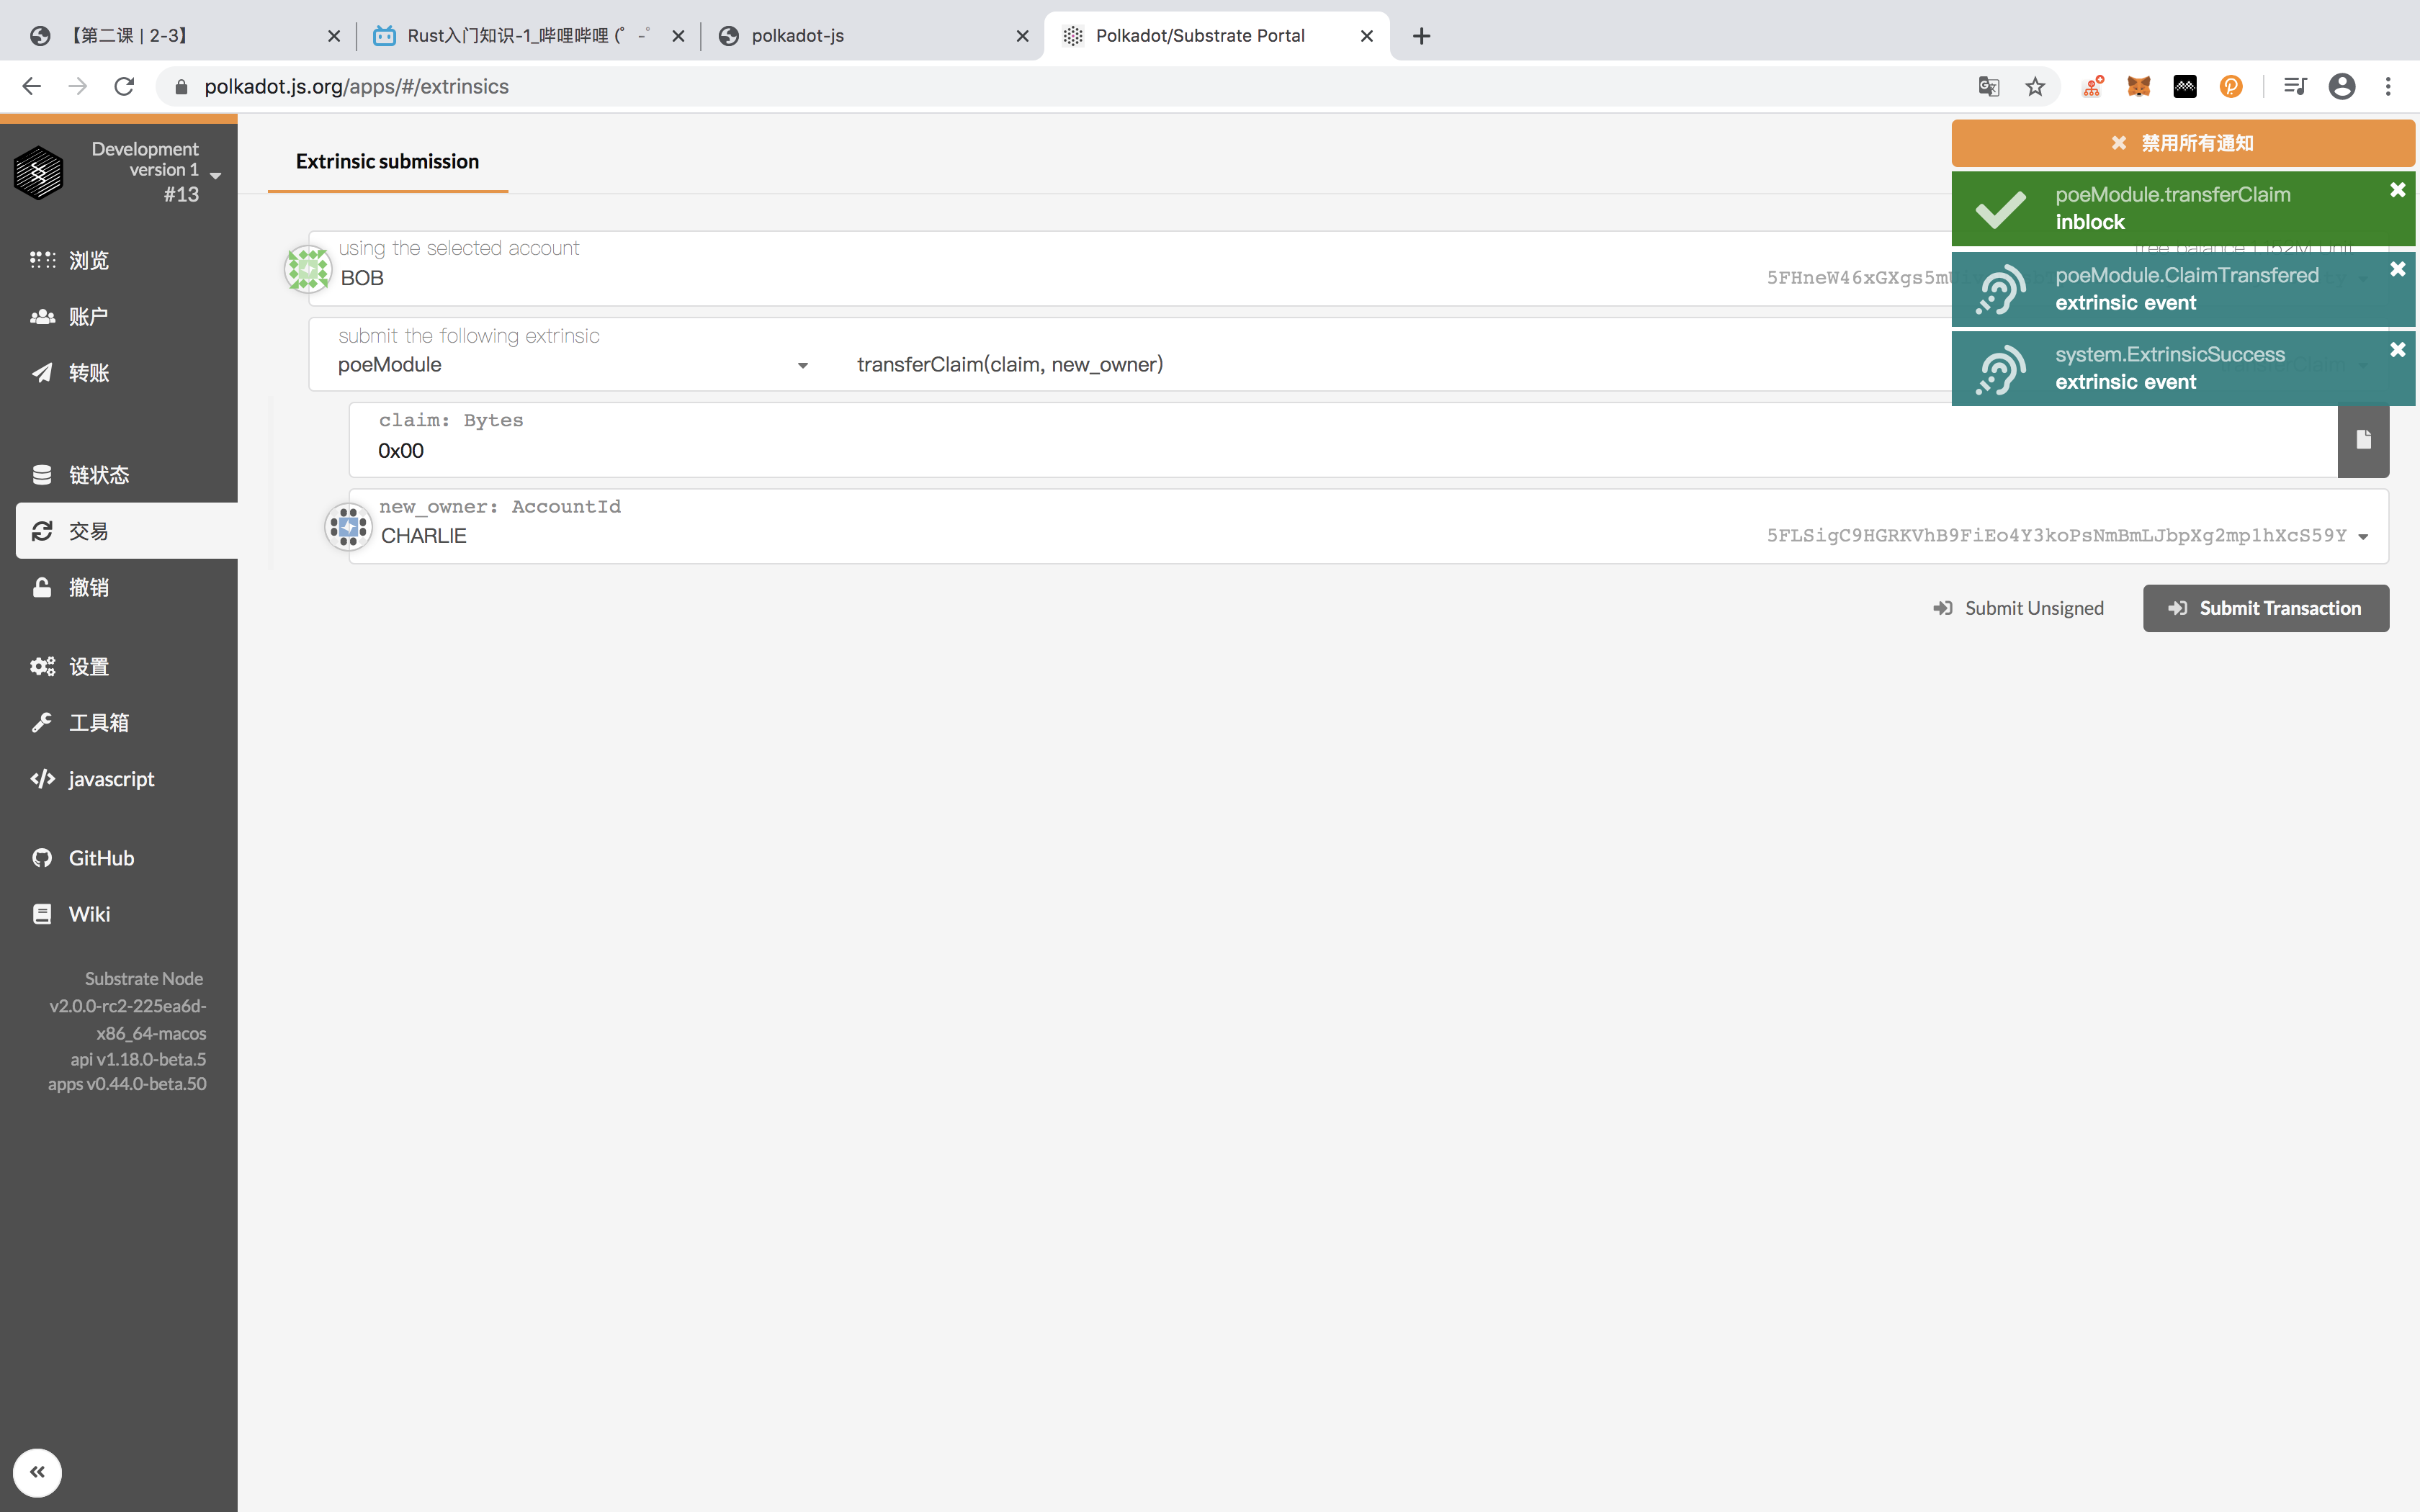 【第二课 | 2-3】
Rust入门知识-1_哔哩哔哩 (゜-゜
polkadot-js
Polkadot/Substrate Portal
polkadot.js.org/apps/#/extrinsics
Development
version 1
#13
浏览
账户
转账
链状态
交易
撤销
设置
工具箱
javascript
GitHub
Wiki
Substrate Node
v2.0.0-rc2-225ea6d-
x86_64-macos
api v1.18.0-beta.5
apps v0.44.0-beta.50
Extrinsic submission
using the selected account
BOB
5FHneW46xGXgs5m
submit the following extrinsic
poeModule
transferClaim(claim, new_owner)
claim: Bytes
0x00
new_owner: AccountId
CHARLIE
5FLSigC9HGRKVhB9FiEo4Y3koPsNmBmLJbpXg2mp1hXcS59Y
Submit Unsigned
Submit Transaction
禁用所有通知
poeModule.transferClaim
inblock
poeModule.ClaimTransfered
extrinsic event
system.ExtrinsicSuccess
extrinsic event